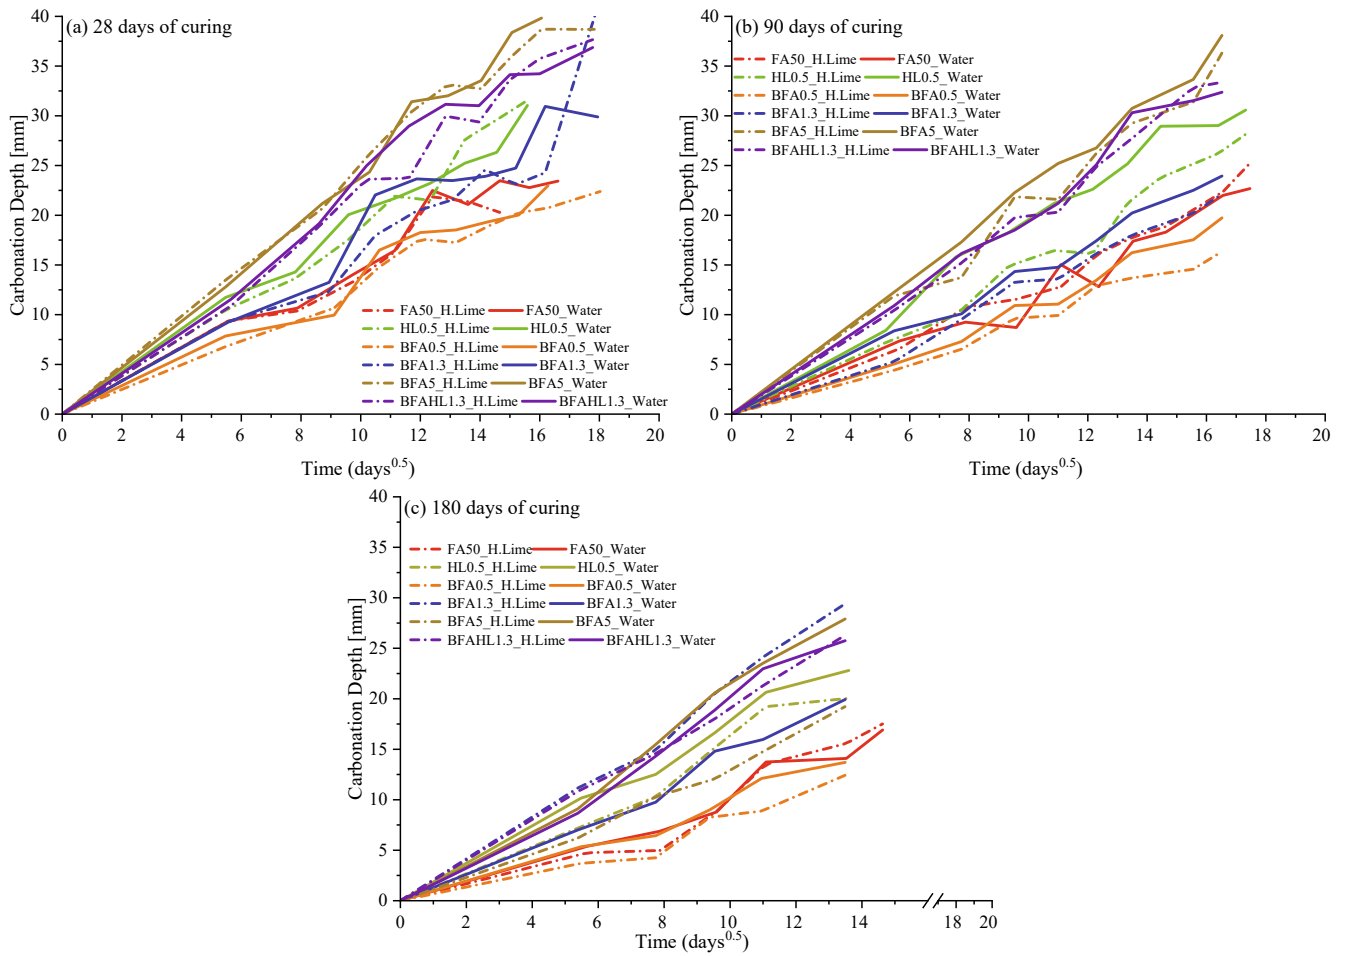 (a) 28 days of curing
Carbonation Depth [mm]
40
35
30
25
20
15
10
5
0
FA50_H.Lime FA50_Water
HL0.5_H.Lime HL0.5_Water
BFA0.5_H.Lime BFA0.5_Water
BFA1.3_H.Lime BFA1.3_Water
BFA5_H.Lime BFA5_Water
BFAHL1.3_H.Lime BFAHL1.3_Water
0 2 4 6 8 10 12 14 16 18 20
Time (days0.5)
(b) 90 days of curing
Carbonation Depth [mm]
40
35
30
25
20
15
10
5
0
FA50_H.Lime FA50_Water
HL0.5_H.Lime HL0.5_Water
BFA0.5_H.Lime BFA0.5_Water
BFA1.3_H.Lime BFA1.3_Water
BFA5_H.Lime BFA5_Water
BFAHL1.3_H.Lime BFAHL1.3_Water
0 2 4 6 8 10 12 14 16 18 20
Time (days0.5)
(c) 180 days of curing
Carbonation Depth [mm]
40
35
30
25
20
15
10
5
0
FA50_H.Lime FA50_Water
HL0.5_H.Lime HL0.5_Water
BFA0.5_H.Lime BFA0.5_Water
BFA1.3_H.Lime BFA1.3_Water
BFA5_H.Lime BFA5_Water
BFAHL1.3_H.Lime BFAHL1.3_Water
0 2 4 6 8 10 12 14 18 20
Time (days0.5)